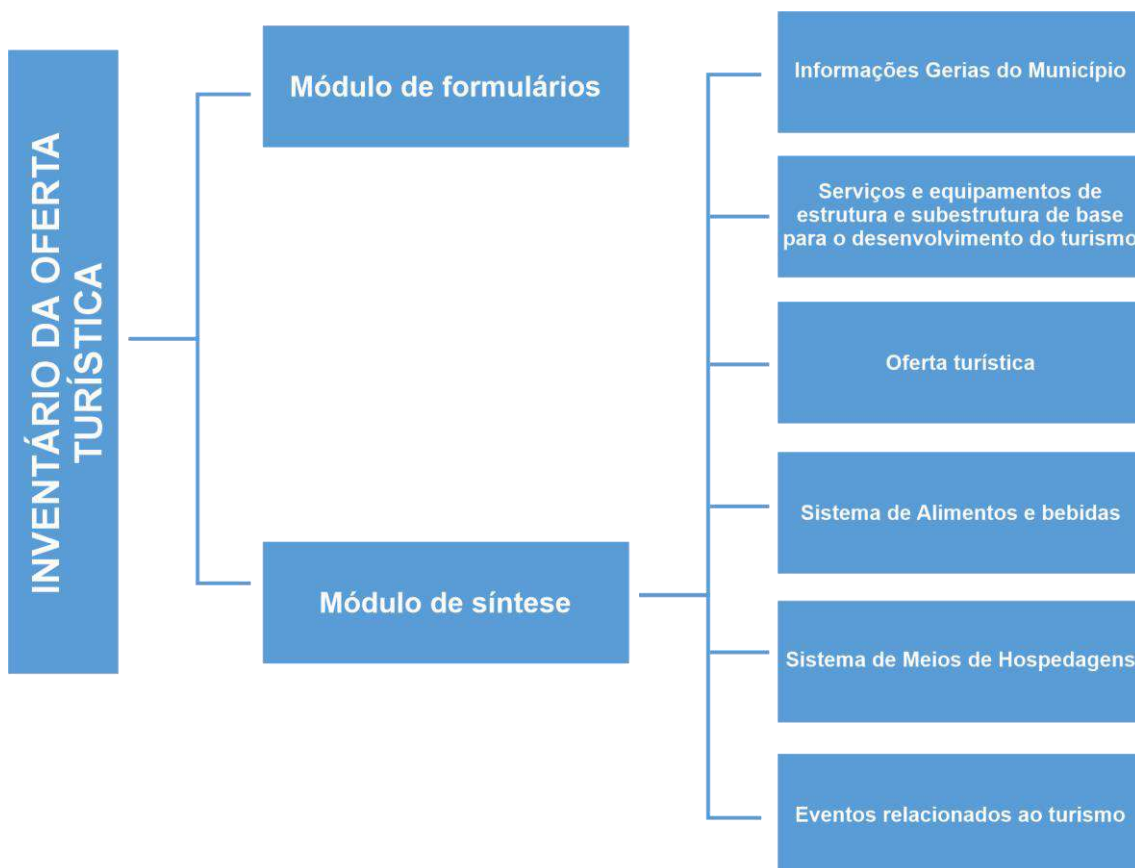 INVENTÁRIO DA OFERTA
TURÍSTICA
Módulo de formulários
Módulo de síntese
Informações Gerias do Município
Serviços e equipamentos de
estrutura e subestrutura de base
para o desenvolvimento do turismo
Oferta turística
Sistema de Alimentos e bebidas
Sistema de Meios de Hospedagens
Eventos relacionados ao turismo